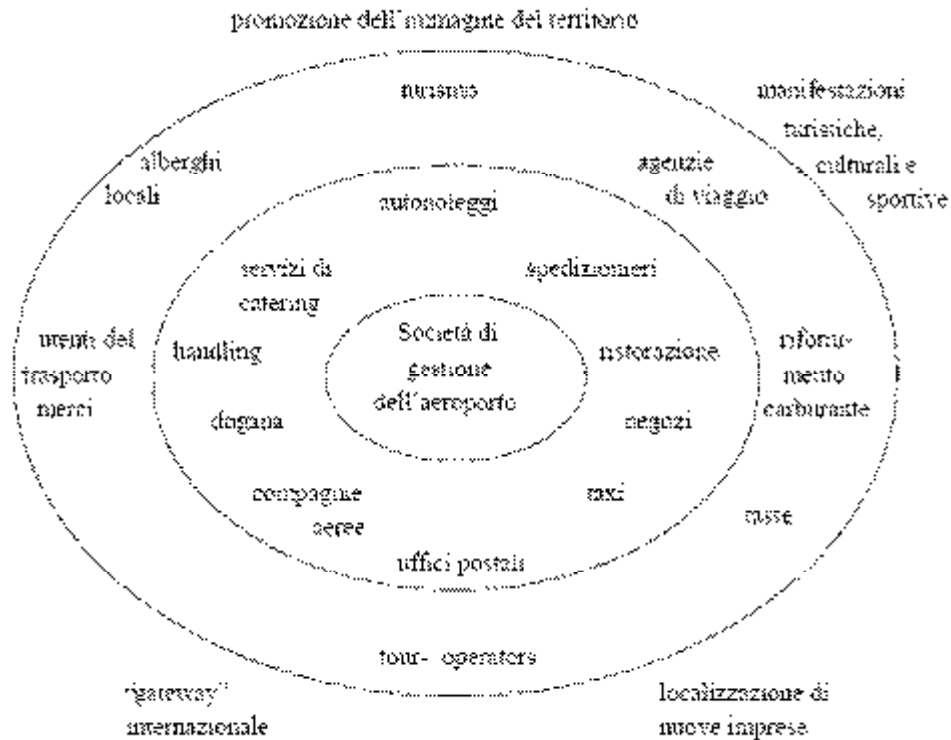 promozione dell'immagine del territorio
turismo
manifestazioni
turistiche,
culturali e
sportive
alberghi
locali
agenzie
di viaggio
autonoleggi
servizi di
catering
spedizionieri
utenti del
trasporto
merci
handling
Società di
gestione
dell'aeroporto
ristorazione
riforni-
mento
carburante
dogana
negozi
compagnie
aeree
taxi
tasse
uffici postali
tour- operators
"gateway"
internazionale
localizzazione di
nuove imprese